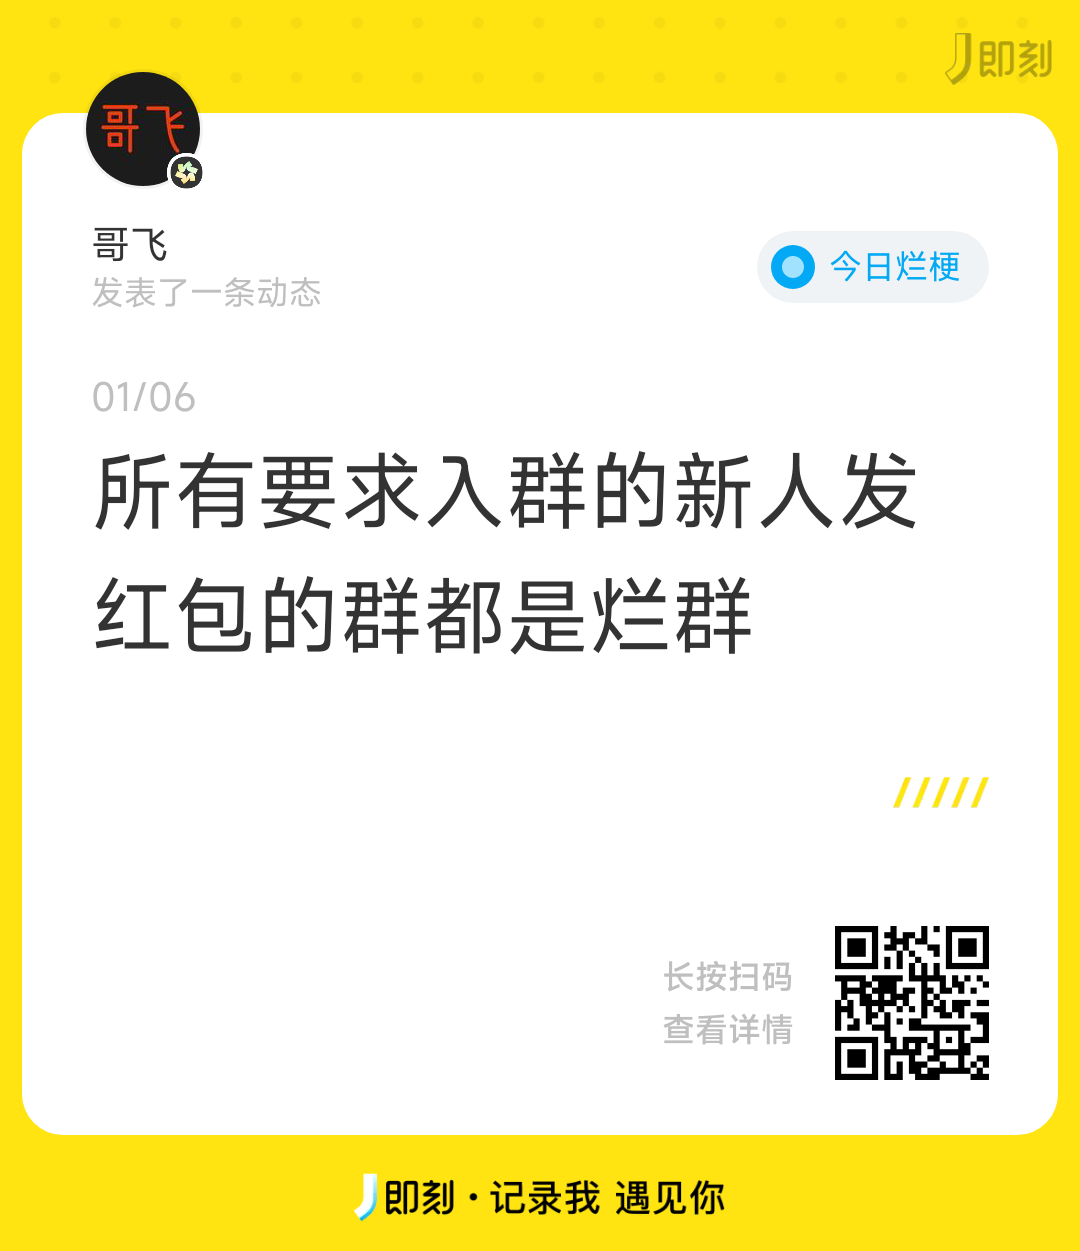 即刻
哥飞
哥飞
发表了一条动态
今日烂梗
01/06
所有要求入群的新人发
红包的群都是烂群
长按扫码
查看详情
即刻·记录我 遇见你